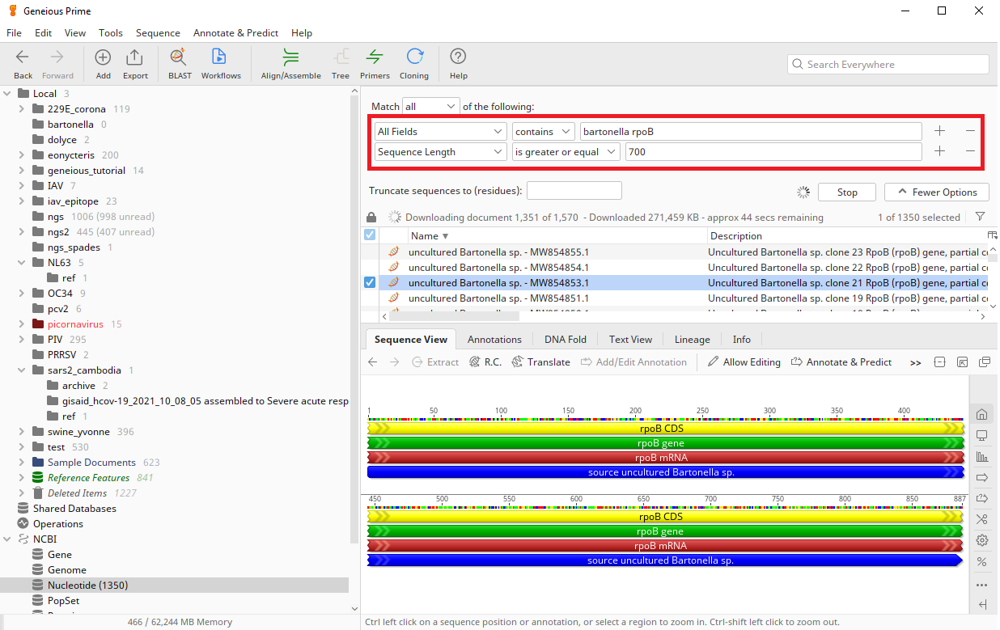 Geneious Prime
File Edit View Tools Sequence Annotate & Predict Help
Back Forward Add Export BLAST Workflows Align/Assemble Tree Primers Cloning Help
Search Everywhere
Local 3
229E_corona 119
bartonella 0
dolyce 2
eonycteris 200
geneious_tutorial 14
IAV 7
iav_epitope 23
ngs 1006 (998 unread)
ngs2 445 (407 unread)
ngs_spades 1
NL63 5
ref 1
OC34 9
pcv2 6
picornavirus 15
PIV 295
PRRSV 2
sars2_cambodia 1
archive 2
gisaid_hcov-19_2021_10_08_05 assembled to Severe acute resp
ref 1
swine_yvonne 396
test 530
Sample Documents 623
Reference Features 841
Deleted Items 1227
Shared Databases
Operations
NCBI
Gene
Genome
Nucleotide (1350)
PopSet
466 / 62,244 MB Memory
Match all of the following:
All Fields contains bartonella rpoB
Sequence Length is greater or equal 700
Truncate sequences to (residues): Stop Fewer Options
Downloading document 1,351 of 1,570 - Downloaded 271,459 KB - approx 44 secs remaining 1 of 1350 selected
Name Description
uncultured Bartonella sp. - MW854855.1 Uncultured Bartonella sp. clone 23 RpoB (rpoB) gene, partial c
uncultured Bartonella sp. - MW854854.1 Uncultured Bartonella sp. clone 22 RpoB (rpoB) gene, partial c
uncultured Bartonella sp. - MW854853.1 Uncultured Bartonella sp. clone 21 RpoB (rpoB) gene, partial c
uncultured Bartonella sp. - MW854851.1 Uncultured Bartonella sp. clone 19 RpoB (rpoB) gene, partial c
Sequence View Annotations DNA Fold Text View Lineage Info
Extract R.C. Translate Add/Edit Annotation Allow Editing Annotate & Predict >>
1 50 100 150 200 250 300 350 400
rpoB CDS
rpoB gene
rpoB mRNA
source uncultured Bartonella sp.
450 500 550 600 650 700 750 800 850 887
rpoB CDS
rpoB gene
rpoB mRNA
source uncultured Bartonella sp.
Ctrl left click on a sequence position or annotation, or select a region to zoom in. Ctrl-shift left click to zoom out.